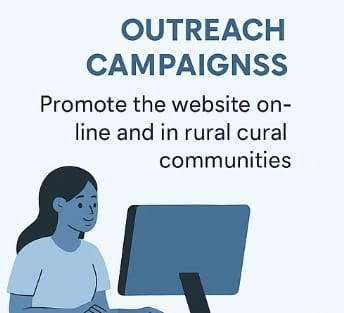 OUTREACH
CAMPAIGNSS
Promote the website on-
line and in rural cural
communities